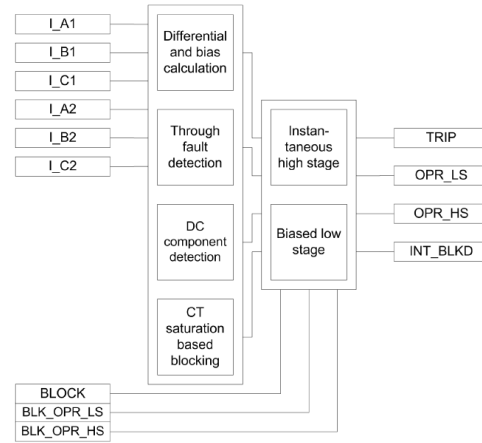 I_A1
I_B1
I_C1
I_A2
I_B2
I_C2
Differential
and bias
calculation
Through
fault
detection
DC
component
detection
CT
saturation
based
blocking
Instan-
taneous
high stage
Biased low
stage
TRIP
OPR_LS
OPR_HS
INT_BLKD
BLOCK
BLK_OPR_LS
BLK_OPR_HS